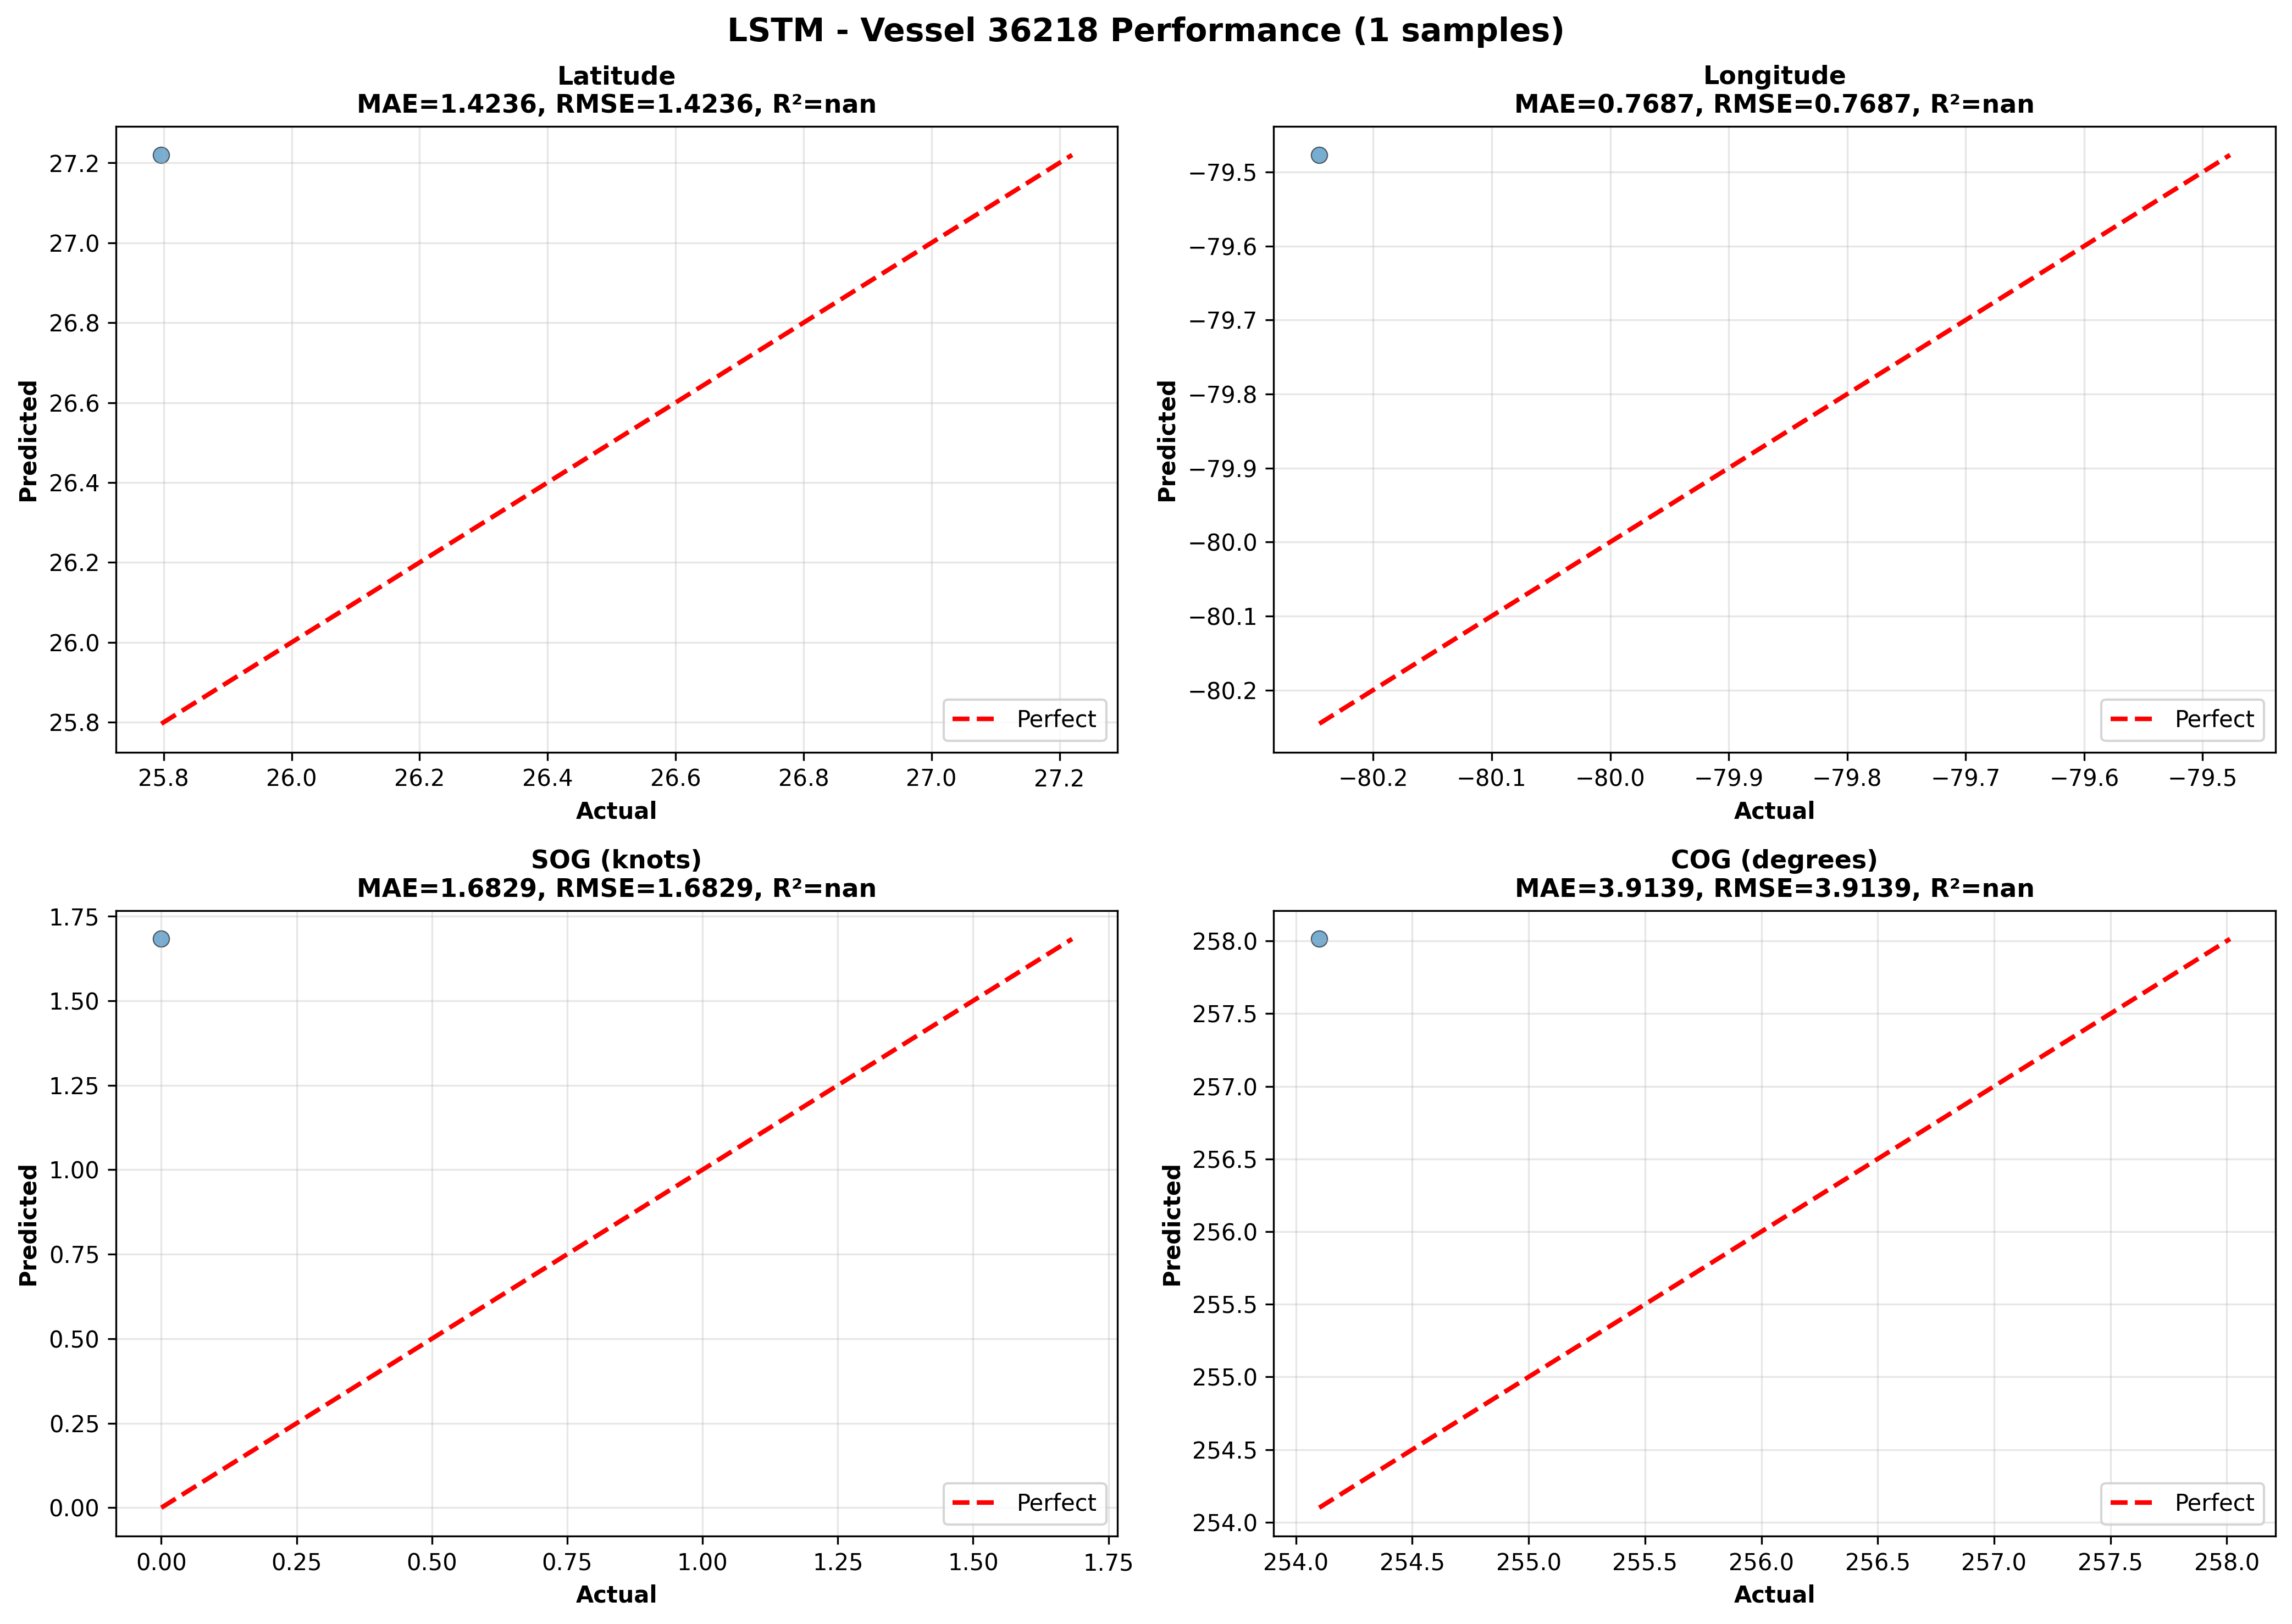 LSTM - Vessel 36218 Performance (1 samples)
Latitude
MAE=1.4236, RMSE=1.4236, R²=nan
27.2
27.0
26.8
26.6
26.4
26.2
26.0
25.8
Predicted
25.8 26.0 26.2 26.4 26.6 26.8 27.0 27.2
Actual
Perfect
Longitude
MAE=0.7687, RMSE=0.7687, R²=nan
−79.5
−79.6
−79.7
−79.8
−79.9
−80.0
−80.1
−80.2
Predicted
−80.2 −80.1 −80.0 −79.9 −79.8 −79.7 −79.6 −79.5
Actual
Perfect
SOG (knots)
MAE=1.6829, RMSE=1.6829, R²=nan
1.75
1.50
1.25
1.00
0.75
0.50
0.25
0.00
Predicted
0.00 0.25 0.50 0.75 1.00 1.25 1.50 1.75
Actual
Perfect
COG (degrees)
MAE=3.9139, RMSE=3.9139, R²=nan
258.0
257.5
257.0
256.5
256.0
255.5
255.0
254.5
254.0
Predicted
254.0 254.5 255.0 255.5 256.0 256.5 257.0 257.5 258.0
Actual
Perfect